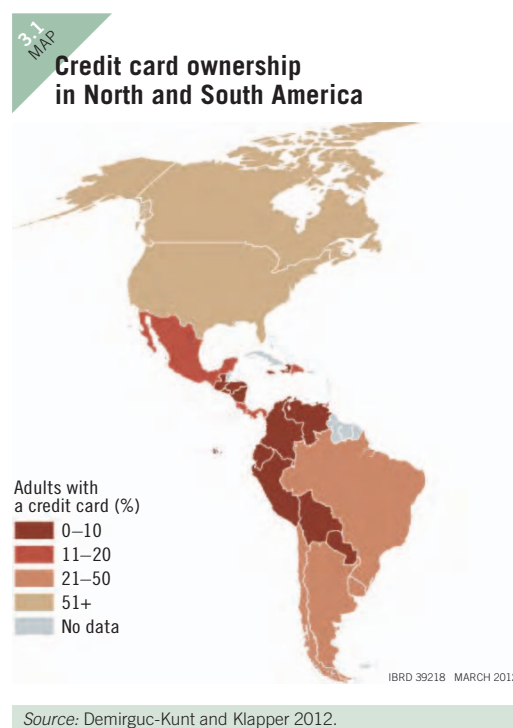 3.1
MAP
Credit card ownership
in North and South America
Adults with
a credit card (%)
0–10
11–20
21–50
51+
No data
IBRD 39218 MARCH 2012
Source: Demirguc-Kunt and Klapper 2012.